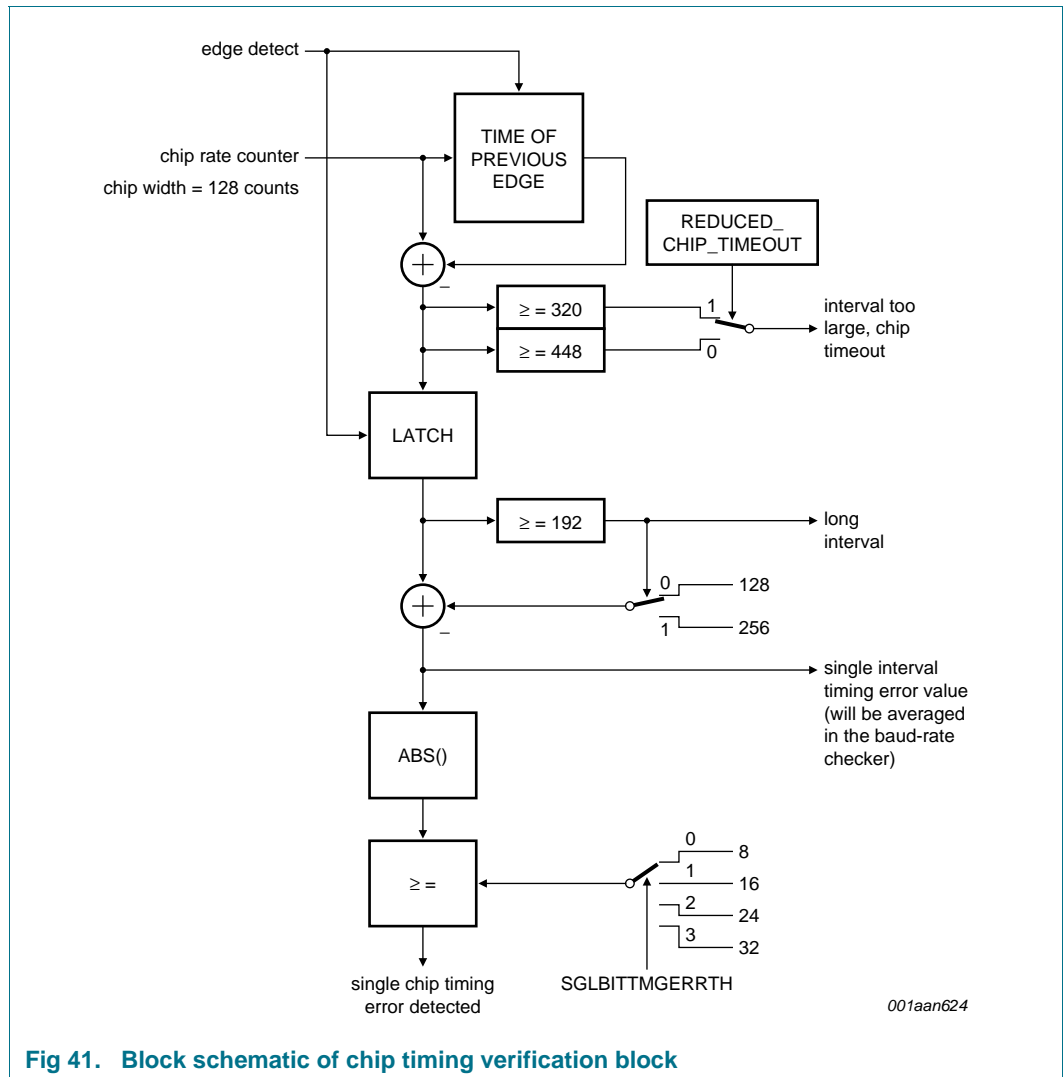 edge detect
TIME OF
PREVIOUS
EDGE
chip rate counter
chip width = 128 counts
REDUCED_
CHIP_TIMEOUT
+
–
≥ = 320
1
interval too
large, chip
timeout
≥ = 448
0
LATCH
≥ = 192
long
interval
+
–
0
128
1
256
single interval
timing error value
(will be averaged
in the baud-rate
checker)
ABS()
≥ =
0
8
1
16
2
24
3
32
single chip timing
error detected
SGLBITTMGERRTH
001aan624
Fig 41. Block schematic of chip timing verification block